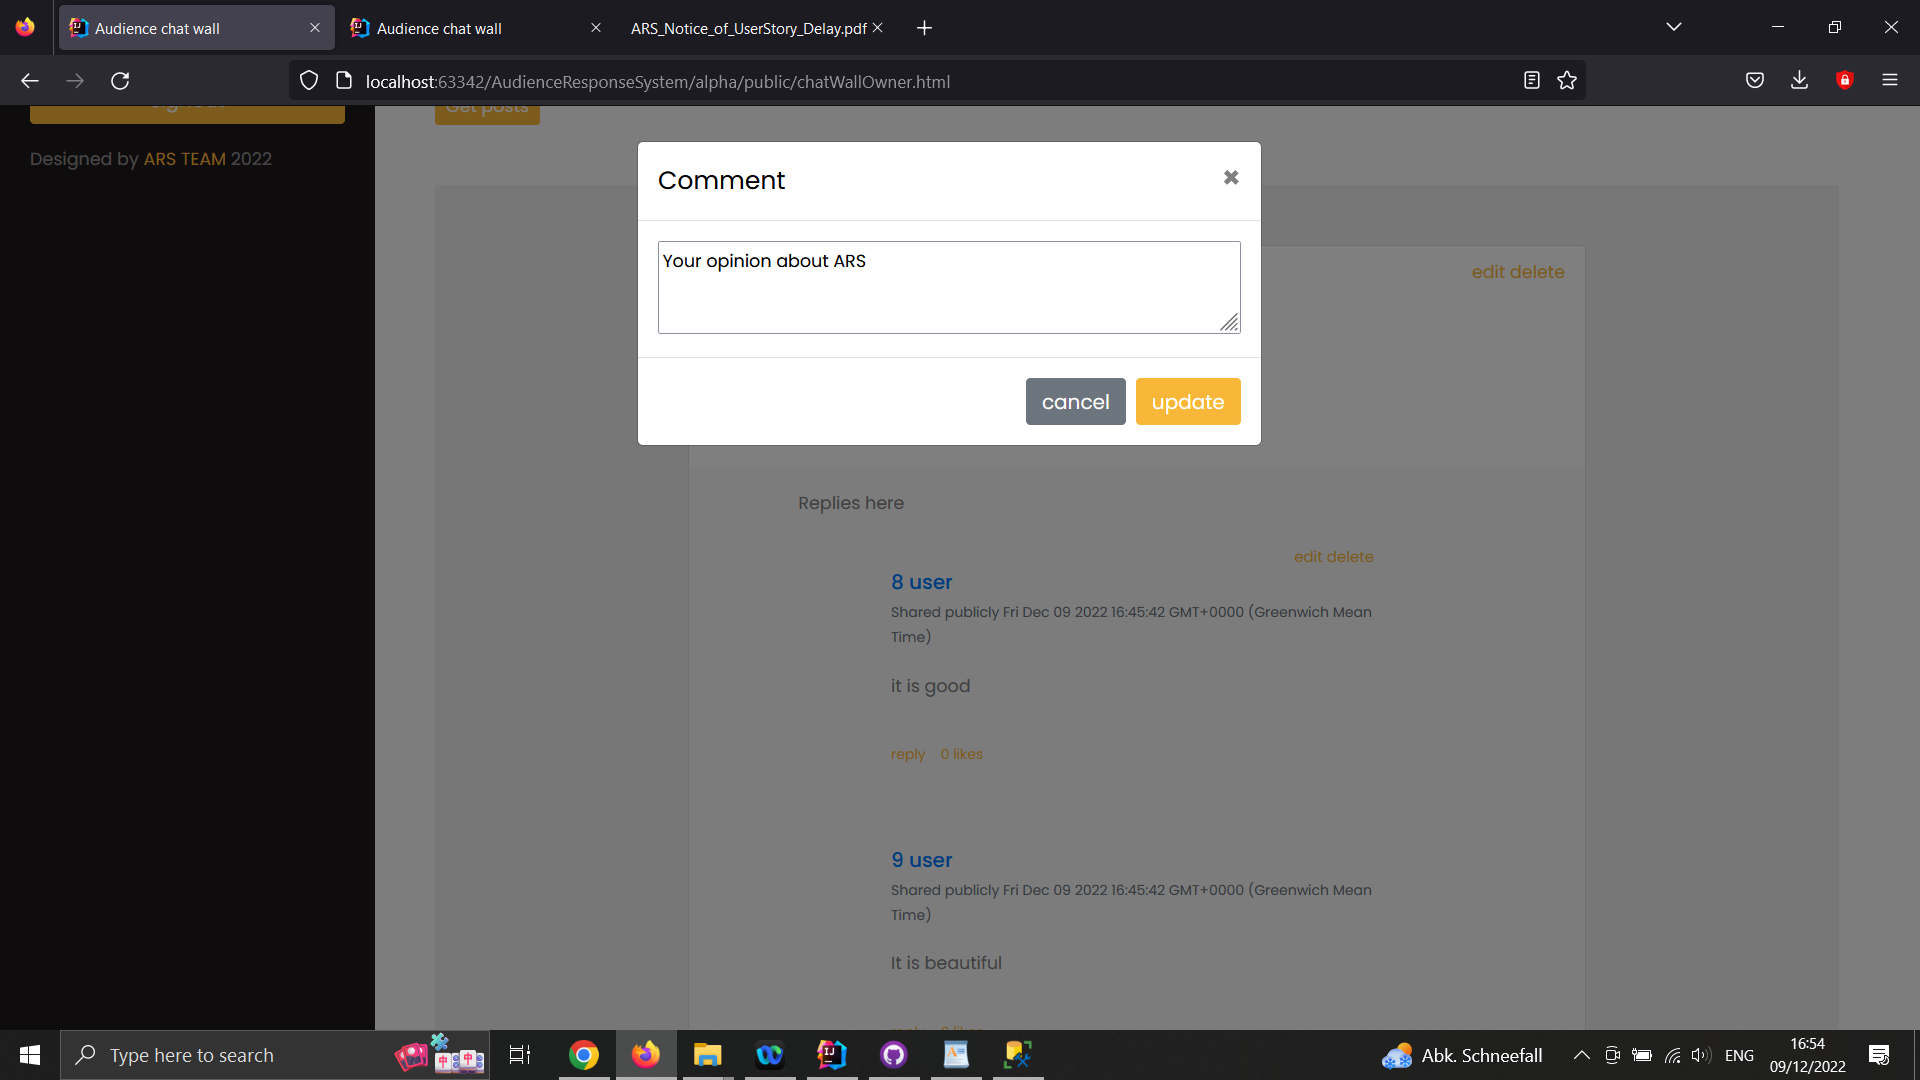 Audience chat wall
Audience chat wall
ARS_Notice_of_UserStory_Delay.pdf
localhost:63342/AudienceResponseSystem/alpha/public/chatWallOwner.html
Get posts
Designed by ARS TEAM 2022
Comment
Your opinion about ARS
edit delete
cancel
update
Replies here
edit delete
8 user
Shared publicly Fri Dec 09 2022 16:45:42 GMT+0000 (Greenwich Mean
Time)
it is good
reply 0 likes
9 user
Shared publicly Fri Dec 09 2022 16:45:42 GMT+0000 (Greenwich Mean
Time)
It is beautiful
Type here to search
Abk. Schneefall
ENG
16:54
09/12/2022